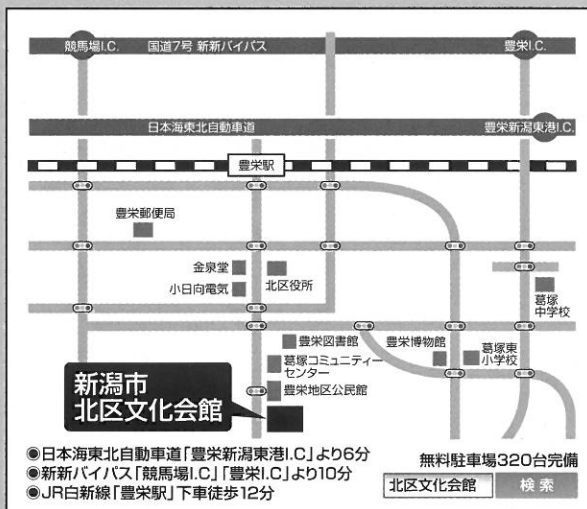 競馬場I.C.
国道7号 新新バイパス
豊栄I.C.
日本海東北自動車道
豊栄新潟東港I.C.
豊栄駅
豊栄郵便局
金泉堂
小日向電気
北区役所
葛塚
中学校
豊栄図書館
葛塚コミュニティー
センター
豊栄地区公民館
豊栄博物館
葛塚東
小学校
新潟市
北区文化会館
◉日本海東北自動車道「豊栄新潟東港I.C」より6分
◉新新バイパス「競馬場I.C」「豊栄I.C」より10分
◉JR白新線「豊栄駅」下車徒歩12分
無料駐車場320台完備
北区文化会館 検索